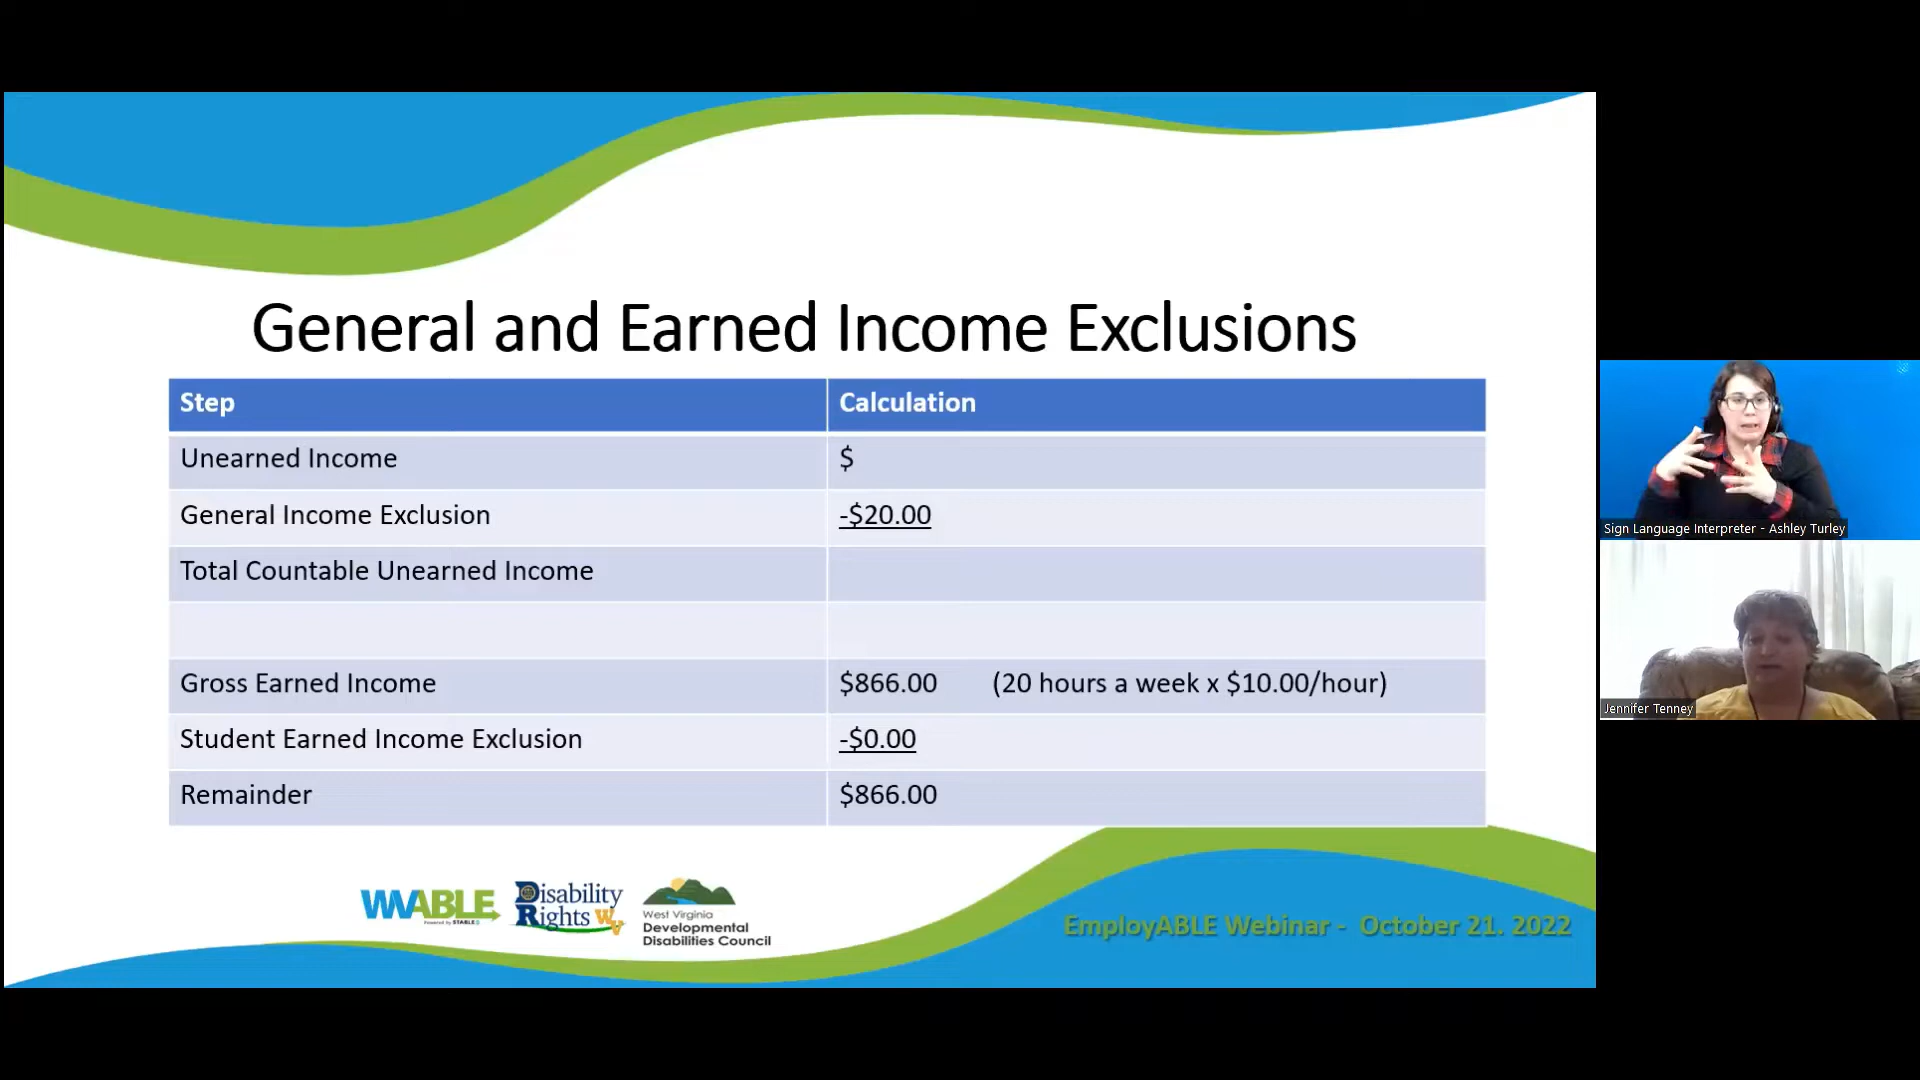 General and Earned Income Exclusions
Step Calculation
Unearned Income $
General Income Exclusion -$20.00
Total Countable Unearned Income
Gross Earned Income $866.00 (20 hours a week x $10.00/hour)
Student Earned Income Exclusion -$0.00
Remainder $866.00
WVABLE
Powered by STABLE
Disability
Rights WV
West Virginia
Developmental
Disabilities Council
EmployABLE Webinar - October 21. 2022
Sign Language Interpreter - Ashley Turley
Jennifer Tenney